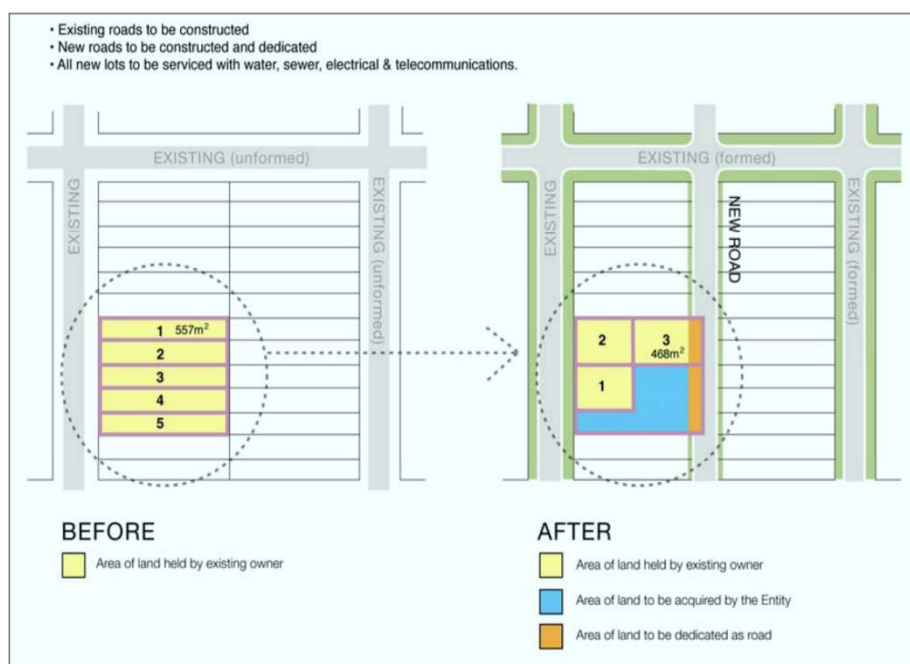 • Existing roads to be constructed
• New roads to be constructed and dedicated
• All new lots to be serviced with water, sewer, electrical & telecommunications.
EXISTING (unformed)
EXISTING
EXISTING (unformed)
1 557m²
2
3
4
5
EXISTING (formed)
EXISTING
NEW ROAD
EXISTING (formed)
2
3
468m²
1
BEFORE
Area of land held by existing owner
AFTER
Area of land held by existing owner
Area of land to be acquired by the Entity
Area of land to be dedicated as road